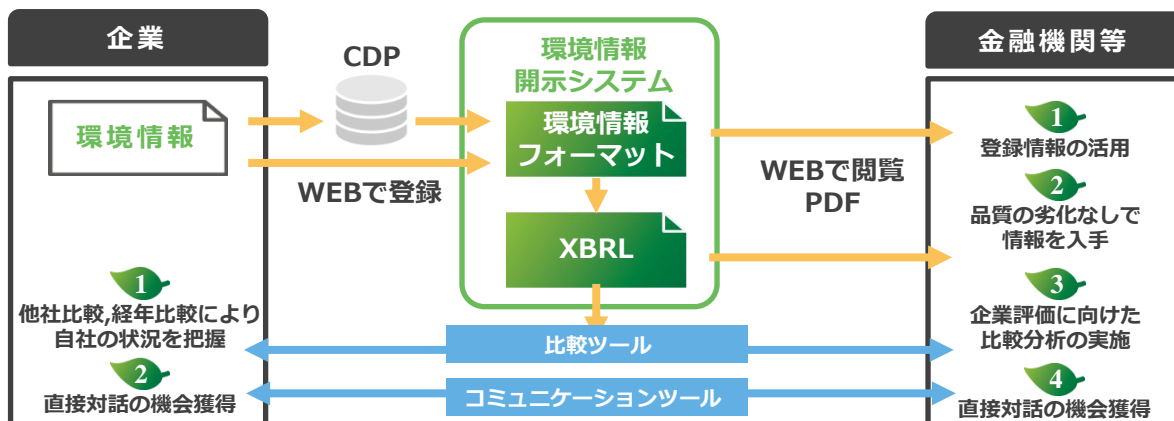 企業
環境情報
1
他社比較,経年比較により
自社の状況を把握
2
直接対話の機会獲得
CDP
WEBで登録
環境情報
開示システム
環境情報
フォーマット
XBRL
比較ツール
コミュニケーションツール
WEBで閲覧
PDF
金融機関等
1
登録情報の活用
2
品質の劣化なしで
情報を入手
3
企業評価に向けた
比較分析の実施
4
直接対話の機会獲得